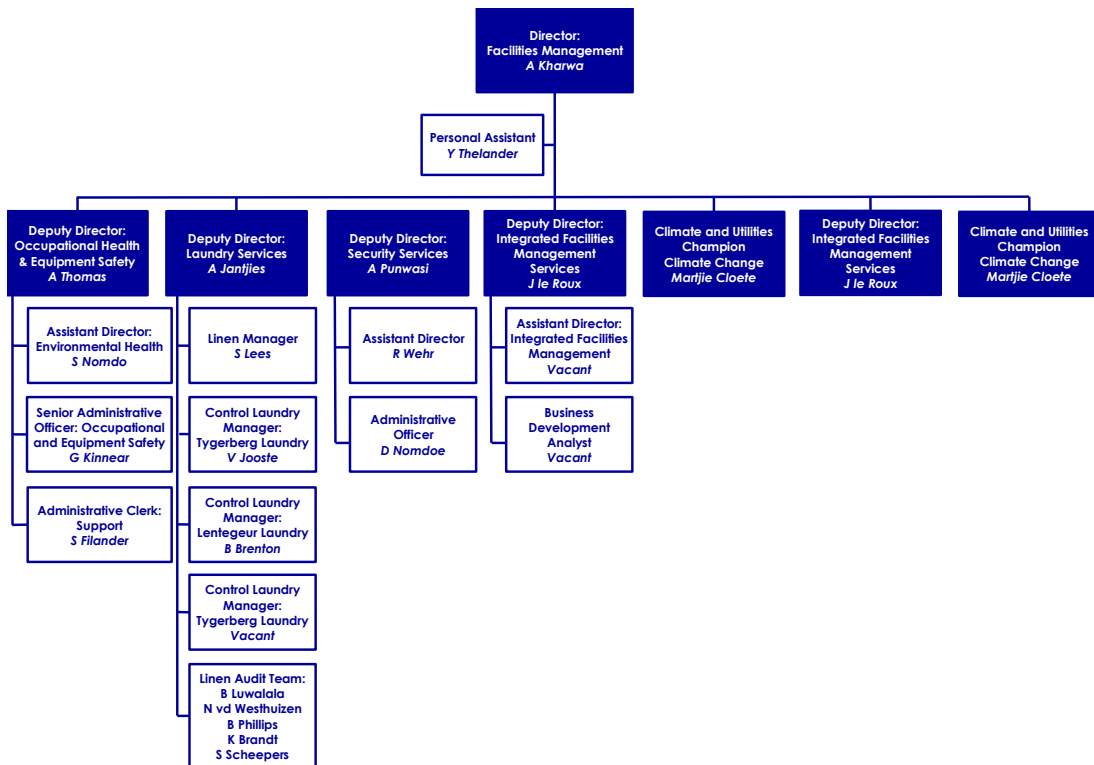 Director:
Facilities Management
A Kharwa
Personal Assistant
Y Thelander
Deputy Director:
Occupational Health
& Equipment Safety
A Thomas
Deputy Director:
Laundry Services
A Jantjies
Deputy Director:
Security Services
A Punwasi
Deputy Director:
Integrated Facilities
Management
Services
J le Roux
Climate and Utilities
Champion
Climate Change
Martjie Cloete
Deputy Director:
Integrated Facilities
Management
Services
J le Roux
Climate and Utilities
Champion
Climate Change
Martjie Cloete
Assistant Director:
Environmental Health
S Nomdo
Senior Administrative
Officer: Occupational
and Equipment Safety
G Kinnear
Administrative Clerk:
Support
S Filander
Linen Manager
S Lees
Control Laundry
Manager:
Tygerberg Laundry
V Jooste
Control Laundry
Manager:
Lentegeur Laundry
B Brenton
Control Laundry
Manager:
Tygerberg Laundry
Vacant
Linen Audit Team:
B Luwalala
N vd Westhuizen
B Phillips
K Brandt
S Scheepers
Assistant Director
R Wehr
Administrative
Officer
D Nomdoe
Assistant Director:
Integrated Facilities
Management
Vacant
Business
Development
Analyst
Vacant